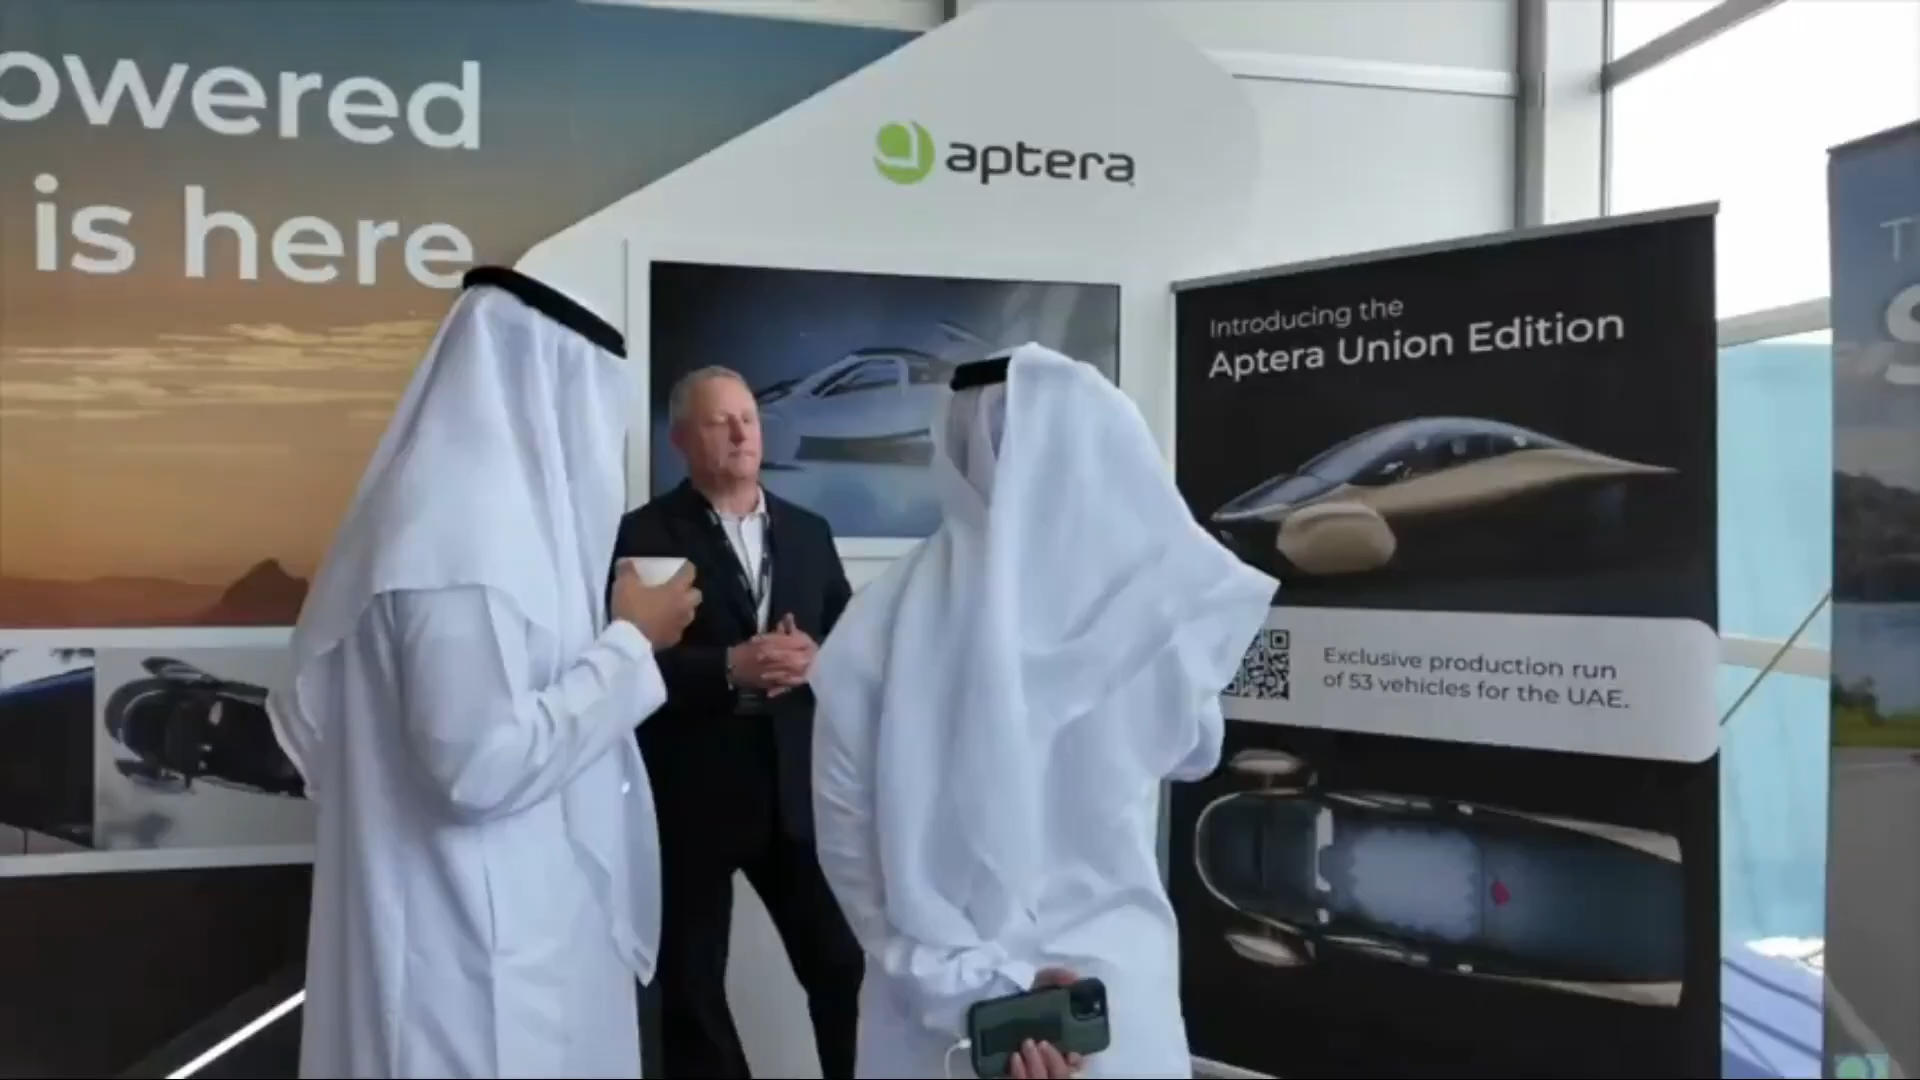 owered
is here
aptera
Introducing the
Aptera Union Edition
Exclusive production run
of 53 vehicles for the UAE.